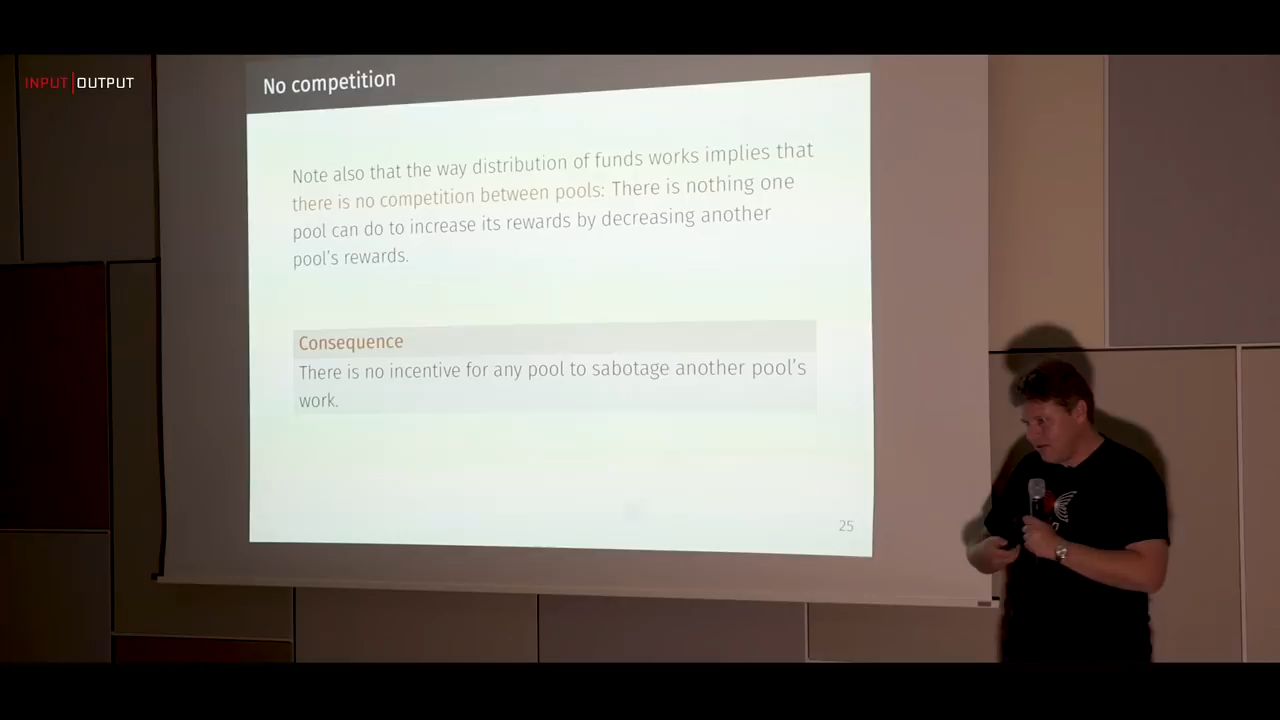 INPUT|OUTPUT
No competition
Note also that the way distribution of funds works implies that
there is no competition between pools: There is nothing one
pool can do to increase its rewards by decreasing another
pool's rewards.
Consequence
There is no incentive for any pool to sabotage another pool's
work.
25